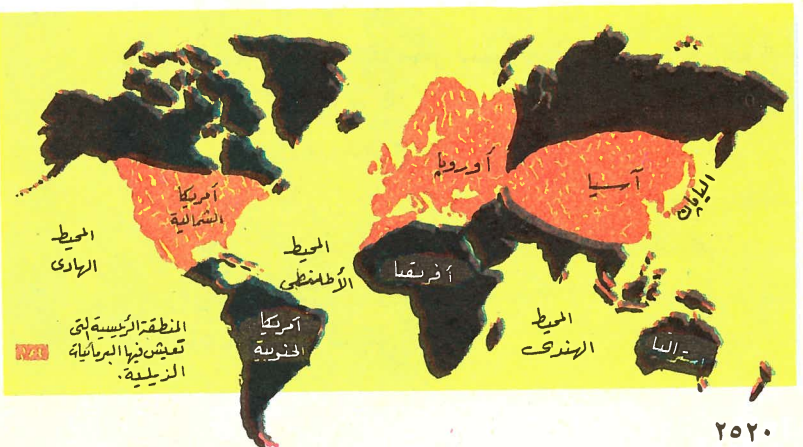 أمريكا
الشمالية
أوروبا
آسيا
اليابان
المحيط
الهادى
المحيط
الأطلنطى
أفريقيا
أمريكا
الجنوبية
المحيط
الهندى
استراليا
المنطقة الرئيسية التى
تعيش فيها البرمائيات
الذيلية.
٢٥٢٠